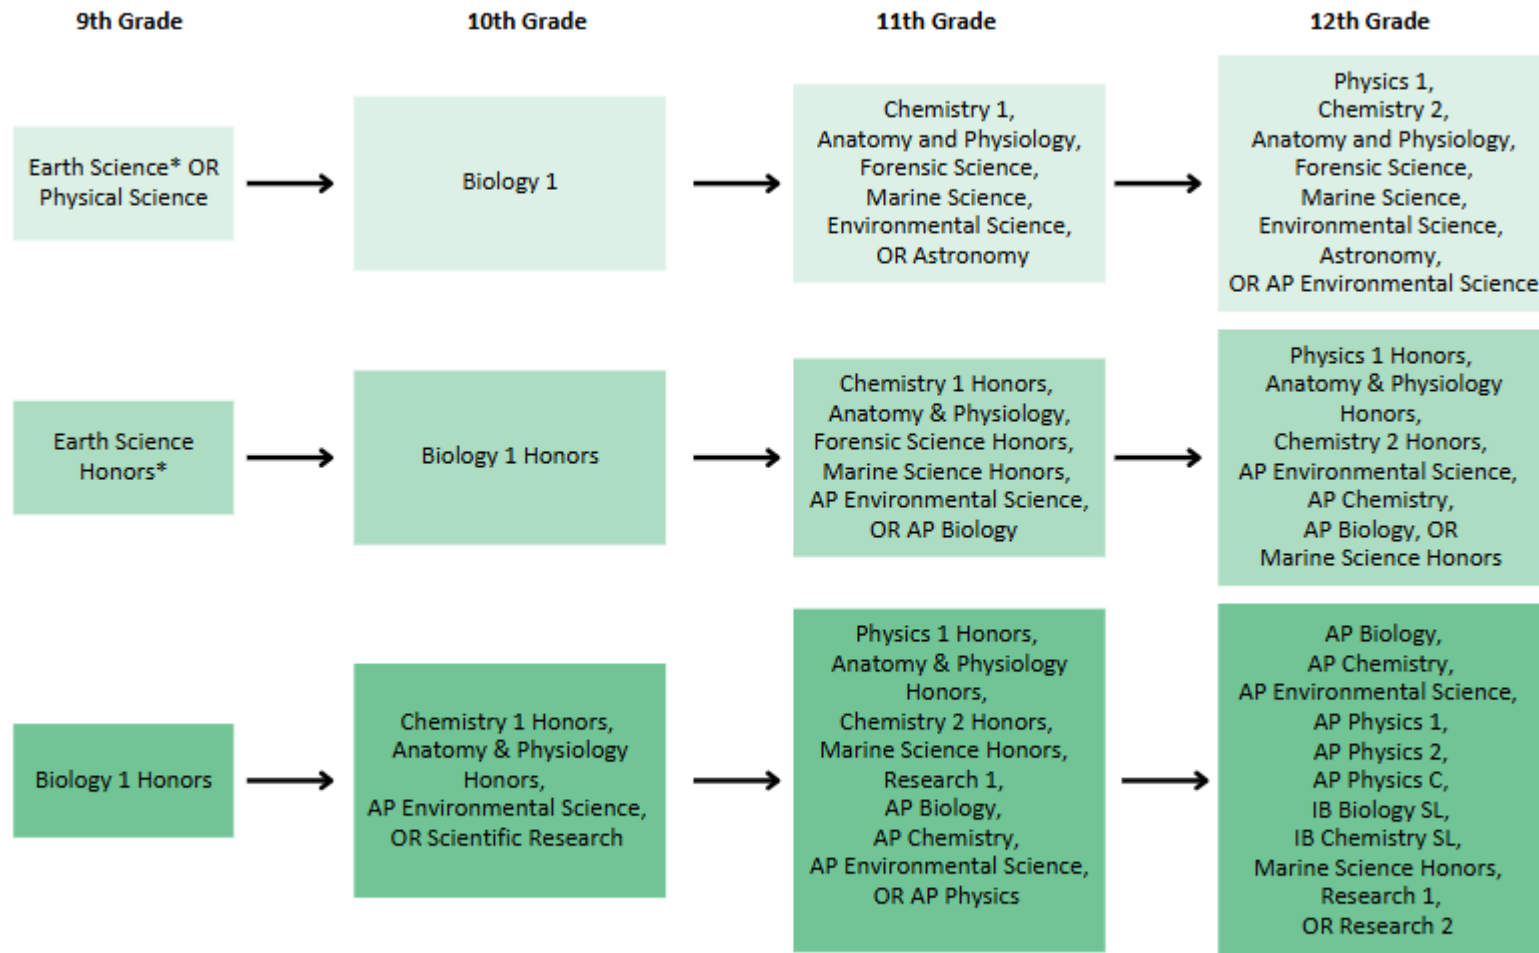 9th Grade
10th Grade
11th Grade
12th Grade
Earth Science* OR
Physical Science
Biology 1
Chemistry 1,
Anatomy and Physiology,
Forensic Science,
Marine Science,
Environmental Science,
OR Astronomy
Physics 1,
Chemistry 2,
Anatomy and Physiology,
Forensic Science,
Marine Science,
Environmental Science,
Astronomy,
OR AP Environmental Science
Earth Science
Honors*
Biology 1 Honors
Chemistry 1 Honors,
Anatomy & Physiology,
Forensic Science Honors,
Marine Science Honors,
AP Environmental Science,
OR AP Biology
Physics 1 Honors,
Anatomy & Physiology
Honors,
Chemistry 2 Honors,
AP Environmental Science,
AP Chemistry,
AP Biology, OR
Marine Science Honors
Biology 1 Honors
Chemistry 1 Honors,
Anatomy & Physiology
Honors,
AP Environmental Science,
OR Scientific Research
Physics 1 Honors,
Anatomy & Physiology
Honors,
Chemistry 2 Honors,
Marine Science Honors,
Research 1,
AP Biology,
AP Chemistry,
AP Environmental Science,
OR AP Physics
AP Biology,
AP Chemistry,
AP Environmental Science,
AP Physics 1,
AP Physics 2,
AP Physics C,
IB Biology SL,
IB Chemistry SL,
Marine Science Honors,
Research 1,
OR Research 2